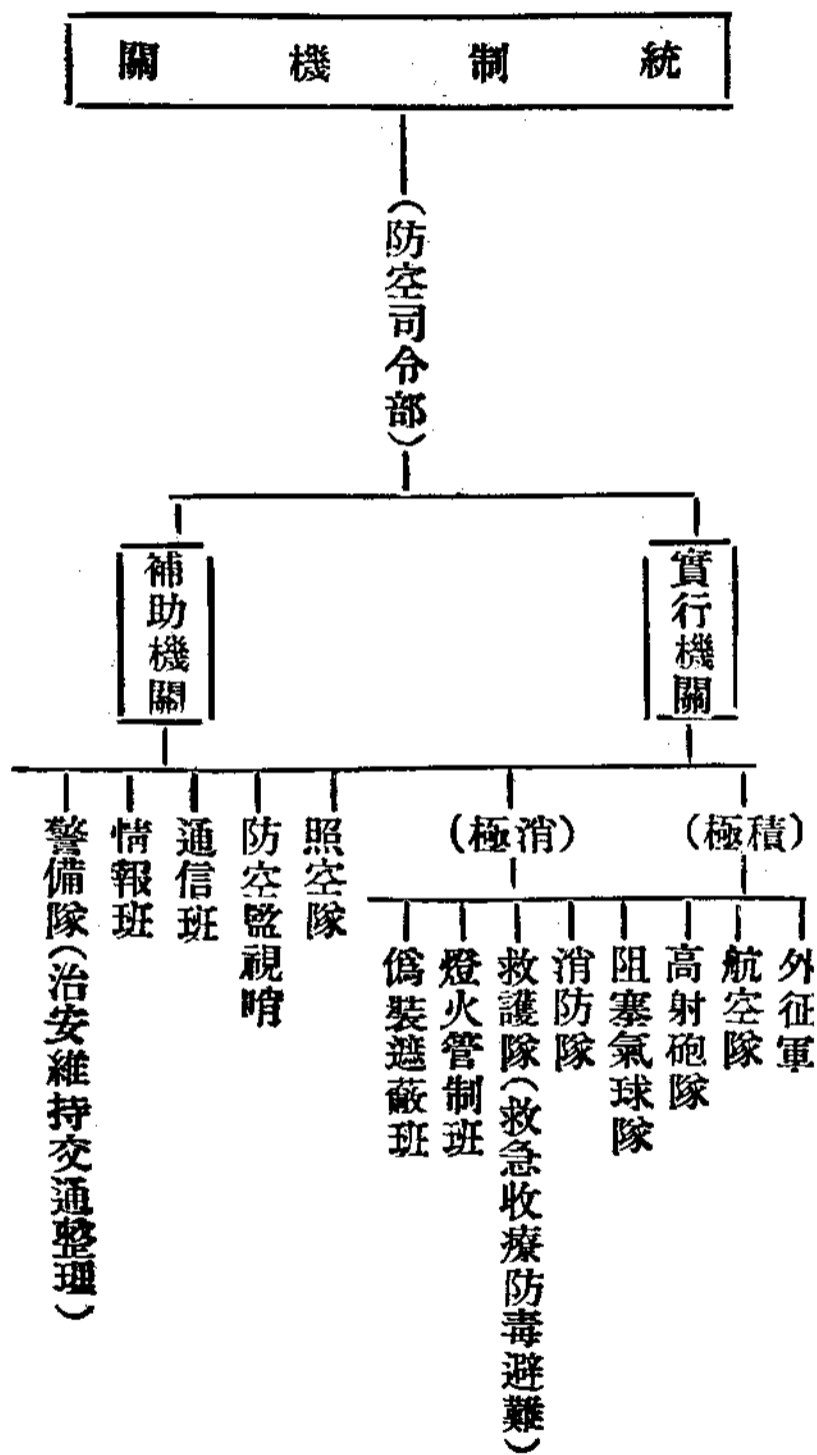 統制機關
(防空司令部)
實行機關
補助機關
(積極)
(消極)
外征軍
航空隊
高射砲隊
阻塞氣球隊
消防隊
救護隊(救急收療防毒避難)
燈火管制班
僞裝遮蔽班
照空隊
防空監視哨
通信班
情報班
警備隊(治安維持交通整理)